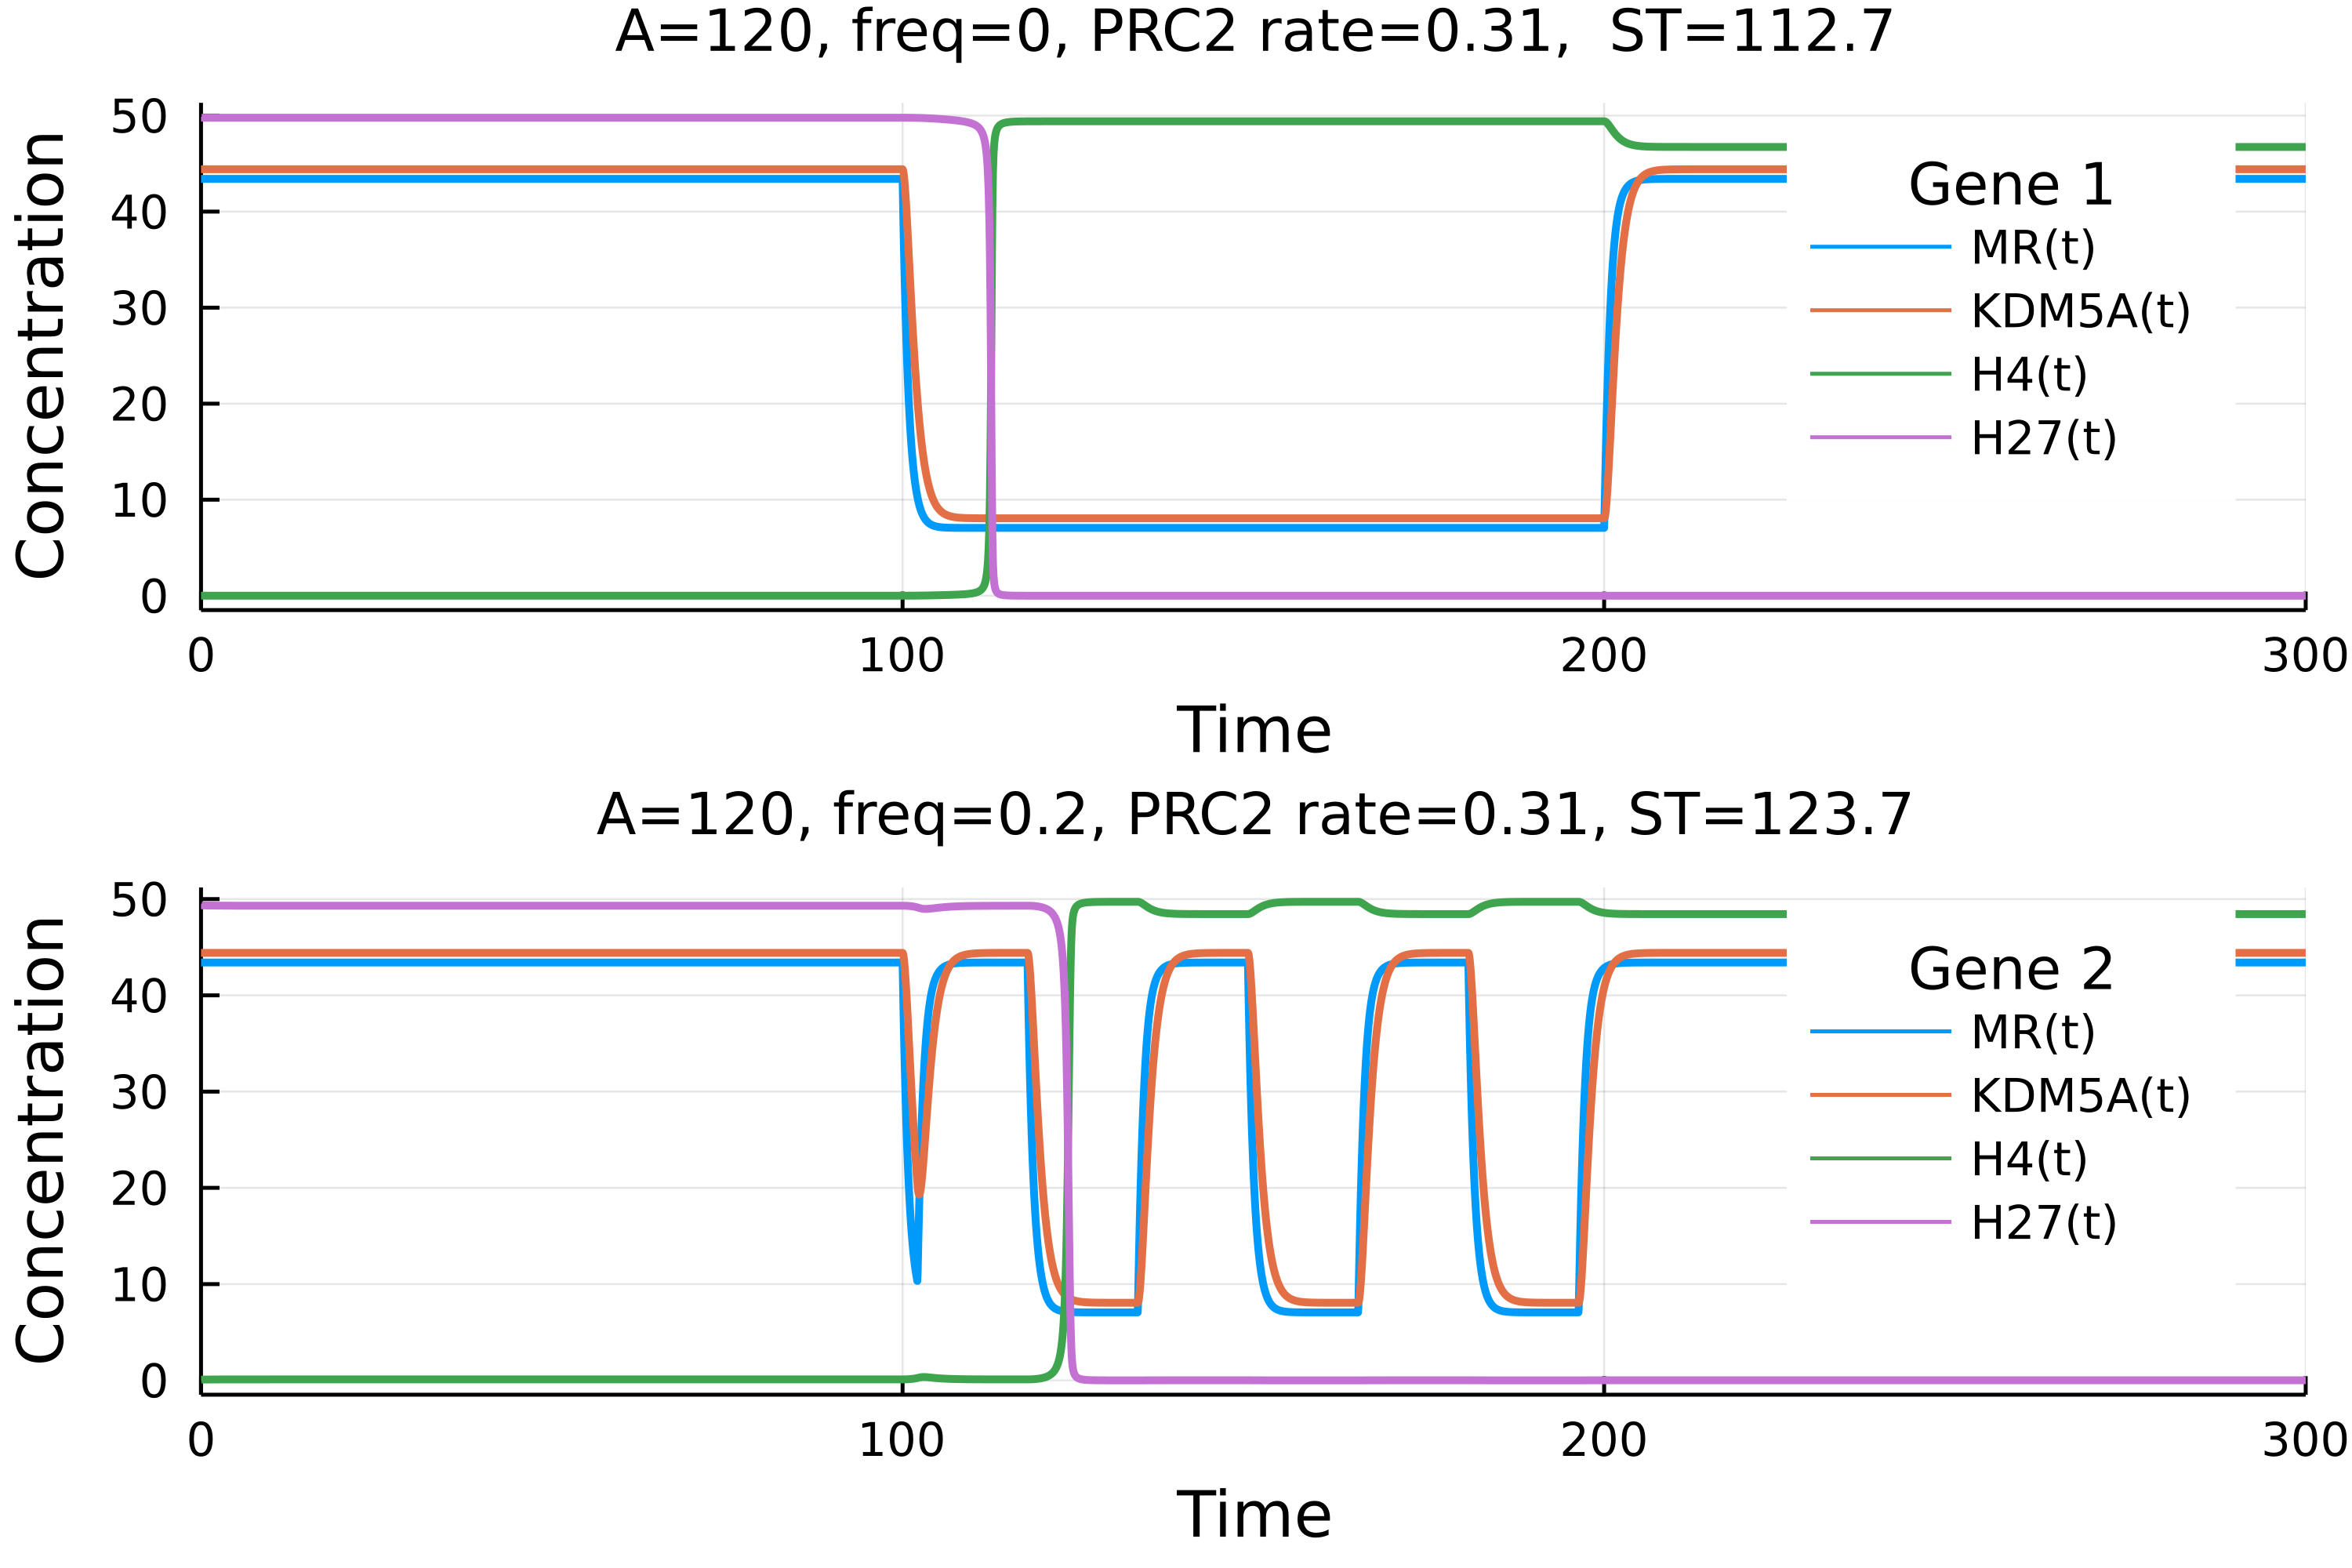 A=120, freq=0, PRC2 rate=0.31,  ST=112.7
Concentration
50
40
30
20
10
0
Gene 1
MR(t)
KDM5A(t)
H4(t)
H27(t)
0 100 200 300
Time
A=120, freq=0.2, PRC2 rate=0.31, ST=123.7
Concentration
50
40
30
20
10
0
Gene 2
MR(t)
KDM5A(t)
H4(t)
H27(t)
0 100 200 300
Time